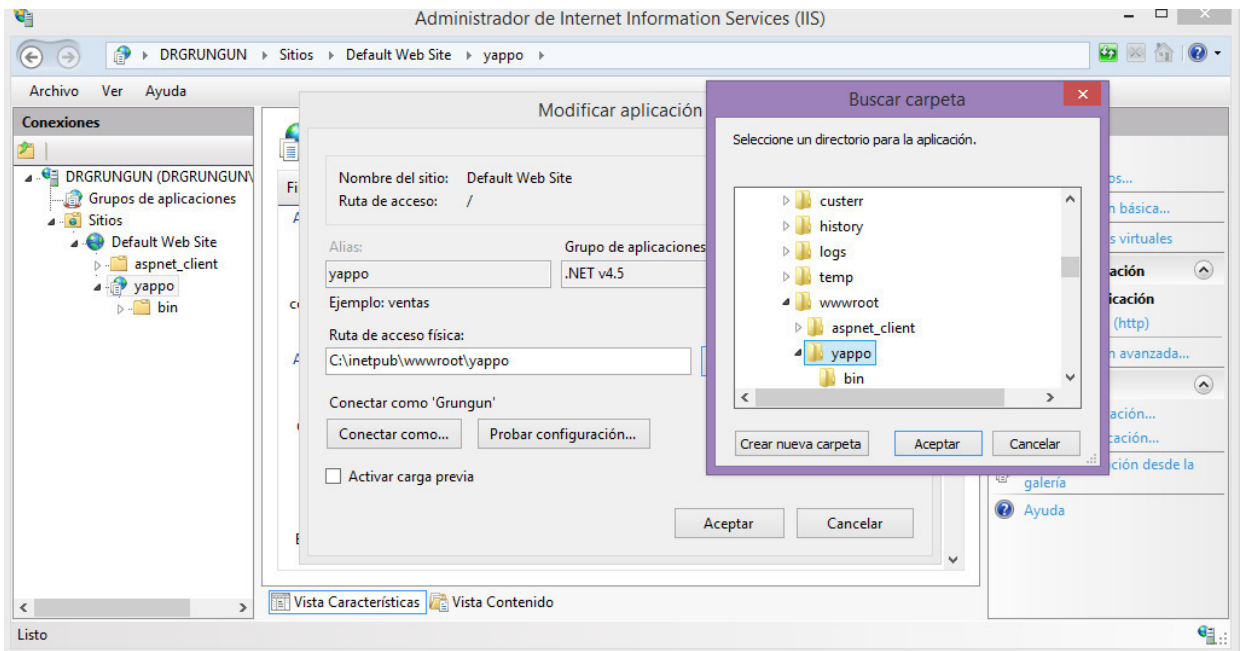 Administrador de Internet Information Services (IIS)
DRGRUNGUN Sitios Default Web Site yappo
Archivo Ver Ayuda
Conexiones
DRGRUNGUN (DRGRUNGUN\
Grupos de aplicaciones
Sitios
Default Web Site
aspnet_client
yappo
bin
Modificar aplicación
Nombre del sitio: Default Web Site
Ruta de acceso: /
Alias:
Grupo de aplicaciones
yappo
.NET v4.5
Ejemplo: ventas
Ruta de acceso física:
C:\inetpub\wwwroot\yappo
Conectar como 'Grungun'
Conectar como... Probar configuración...
Activar carga previa
Aceptar Cancelar
Buscar carpeta
Seleccione un directorio para la aplicación.
custerr
history
logs
temp
wwwroot
aspnet_client
yappo
bin
Crear nueva carpeta Aceptar Cancelar
os...
n básica...
s virtuales
ación
icación
(http)
n avanzada...
ación...
cación...
ción desde la
galería
Ayuda
Vista Características Vista Contenido
Listo